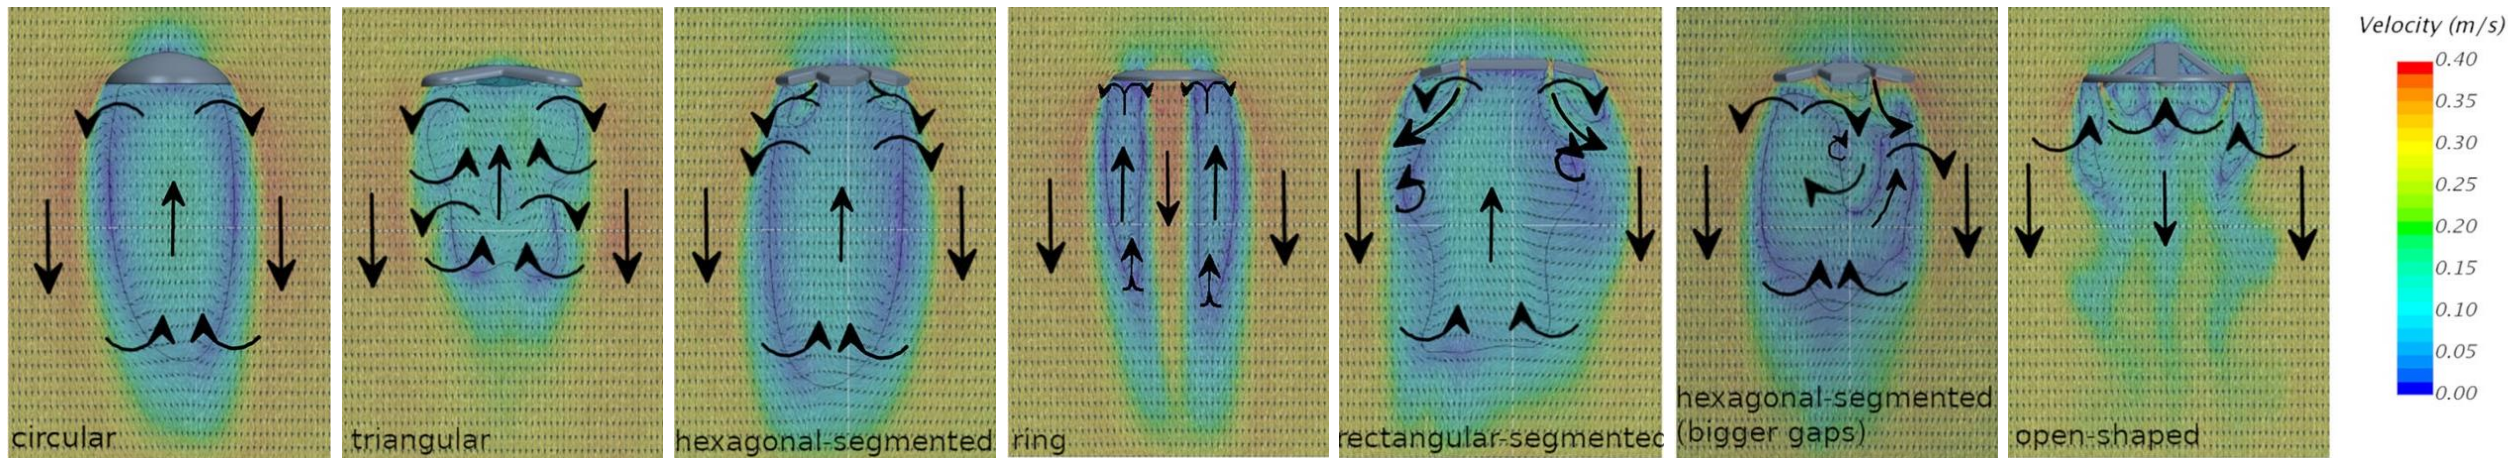 Velocity (m/s)
0.40
0.35
0.30
0.25
0.20
0.15
0.10
0.05
0.00
circular
triangular
hexagonal-segmented
ring
rectangular-segmented
hexagonal-segmented
(bigger gaps)
open-shaped